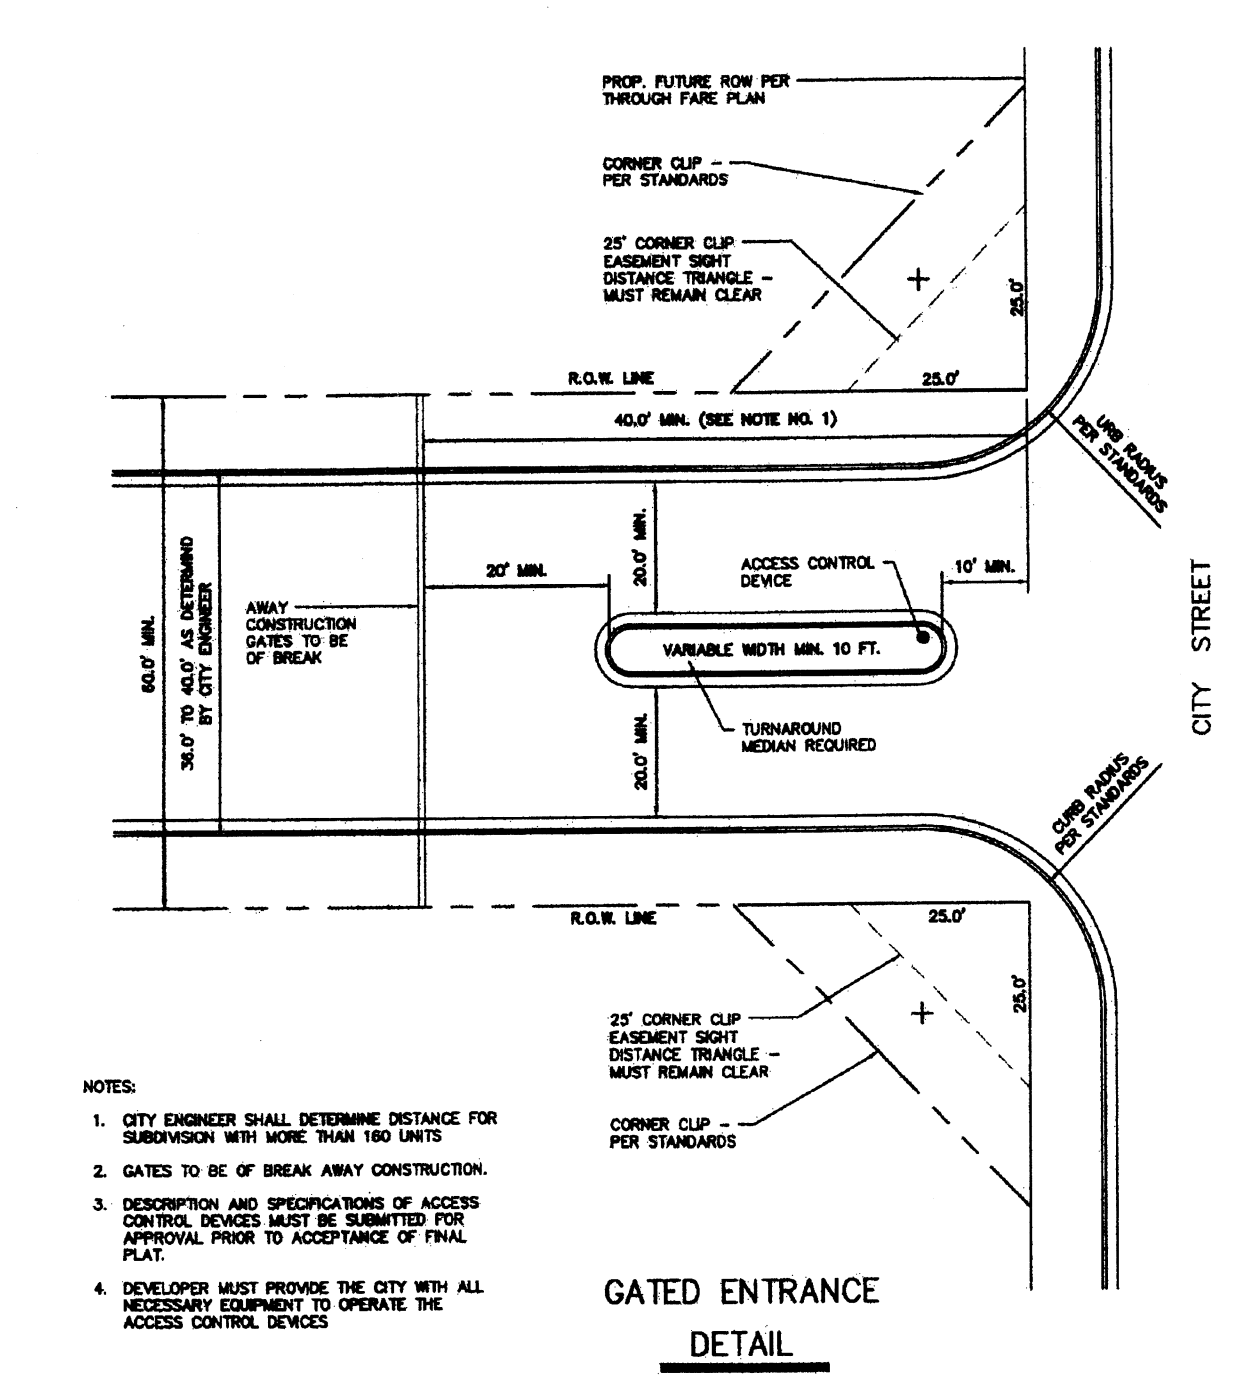 PROP. FUTURE ROW PER
THROUGH FARE PLAN
CORNER CLIP -
PER STANDARDS
25' CORNER CLIP
EASEMENT SIGHT
DISTANCE TRIANGLE -
MUST REMAIN CLEAR
25.0'
25.0'
R.O.W. LINE
40.0' MIN. (SEE NOTE NO. 1)
URB RADIUS
PER STANDARDS
60.0' MIN.
36.0' TO 40.0' AS DETERMIND
BY CITY ENGINEER
AWAY
CONSTRUCTION
GATES TO BE
OF BREAK
20' MIN.
20.0' MIN.
ACCESS CONTROL
DEVICE
10' MIN.
VARIABLE WIDTH MIN. 10 FT.
TURNAROUND
MEDIAN REQUIRED
20.0' MIN.
CITY STREET
CURB RADIUS
PER STANDARDS
R.O.W. LINE
25.0'
25.0'
25' CORNER CLIP
EASEMENT SIGHT
DISTANCE TRIANGLE -
MUST REMAIN CLEAR
CORNER CLIP -
PER STANDARDS
NOTES:
1. CITY ENGINEER SHALL DETERMINE DISTANCE FOR
SUBDIVISION WITH MORE THAN 160 UNITS
2. GATES TO BE OF BREAK AWAY CONSTRUCTION.
3. DESCRIPTION AND SPECIFICATIONS OF ACCESS
CONTROL DEVICES MUST BE SUBMITTED FOR
APPROVAL PRIOR TO ACCEPTANCE OF FINAL
PLAT.
4. DEVELOPER MUST PROVIDE THE CITY WITH ALL
NECESSARY EQUIPMENT TO OPERATE THE
ACCESS CONTROL DEVICES
GATED ENTRANCE
DETAIL